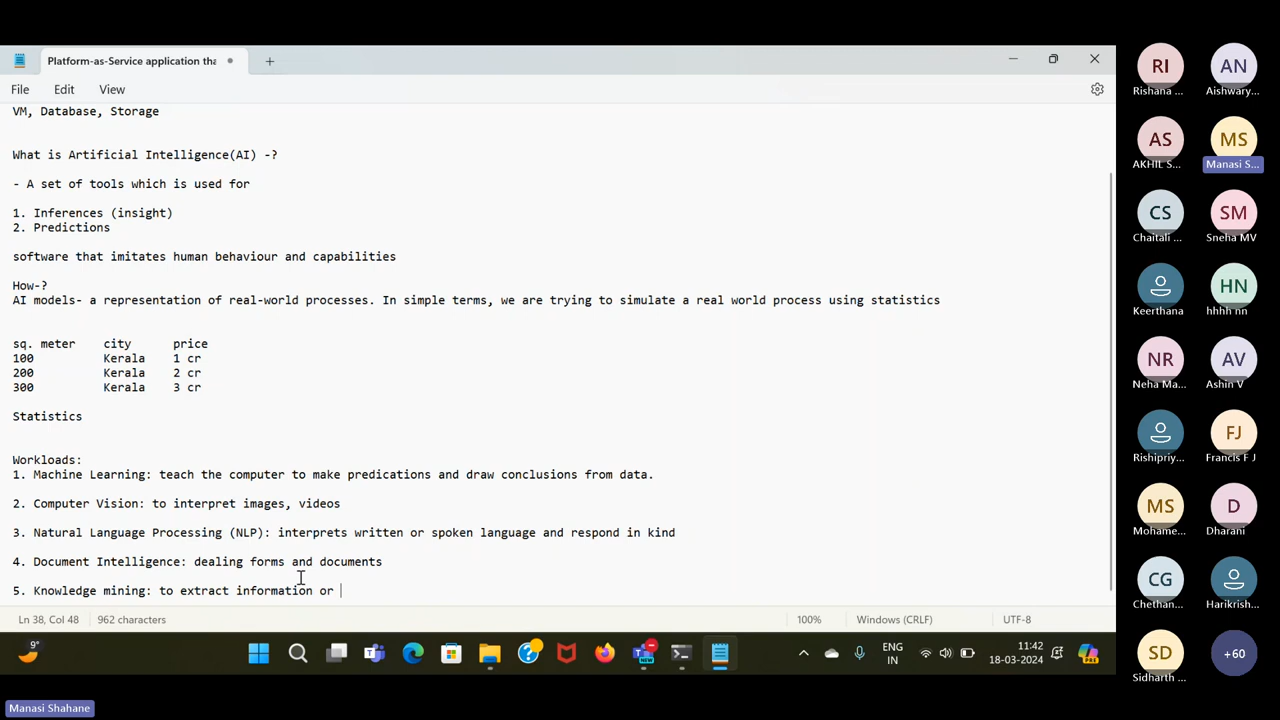 Platform-as-Service application tha
File Edit View
VM, Database, Storage
What is Artificial Intelligence(AI) -?
- A set of tools which is used for
1. Inferences (insight)
2. Predictions
software that imitates human behaviour and capabilities
How-?
AI models- a representation of real-world processes. In simple terms, we are trying to simulate a real world process using statistics
sq. meter city price
100 Kerala 1 cr
200 Kerala 2 cr
300 Kerala 3 cr
Statistics
Workloads:
1. Machine Learning: teach the computer to make predications and draw conclusions from data.
2. Computer Vision: to interpret images, videos
3. Natural Language Processing (NLP): interprets written or spoken language and respond in kind
4. Document Intelligence: dealing forms and documents
5. Knowledge mining: to extract information or
Ln 38, Col 48 962 characters 100% Windows (CRLF) UTF-8
9°
NEW
PRE
ENG
IN
11:42
18-03-2024
Manasi Shahane
RI AN
Rishana ... Aishwary...
AS MS
AKHIL S... Manasi S...
CS SM
Chaitali ... Sneha MV
HN
Keerthana hhhh nn
NR AV
Neha Ma... Ashin V
FJ
Rishipriy... Francis F J
MS D
Mohame... Dharani
CG
Chethan... Harikrish...
SD +60
Sidharth ...